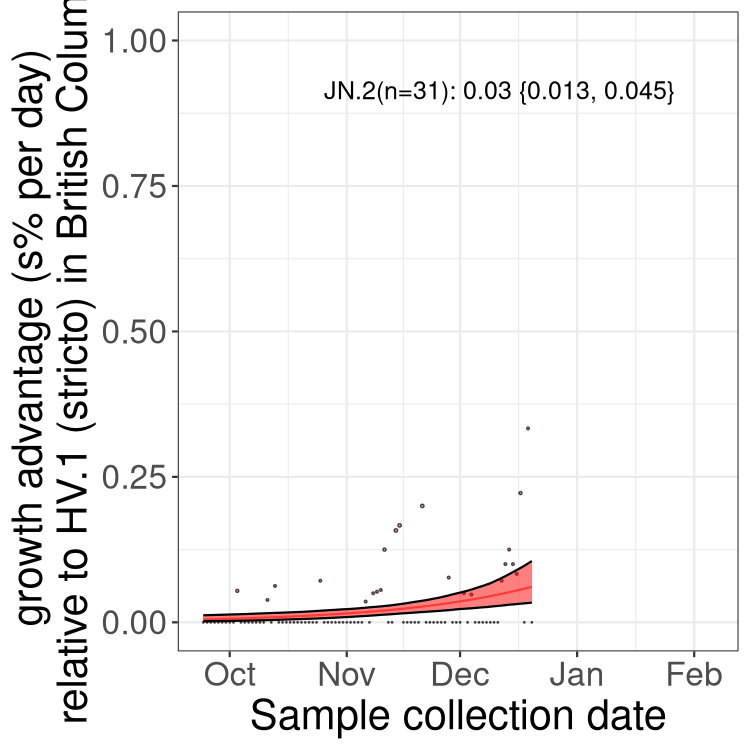 growth advantage (s% per day)
relative to HV.1 (stricto) in British Colum
1.00
0.75
0.50
0.25
0.00
JN.2(n=31): 0.03 {0.013, 0.045}
Oct Nov Dec Jan Feb
Sample collection date